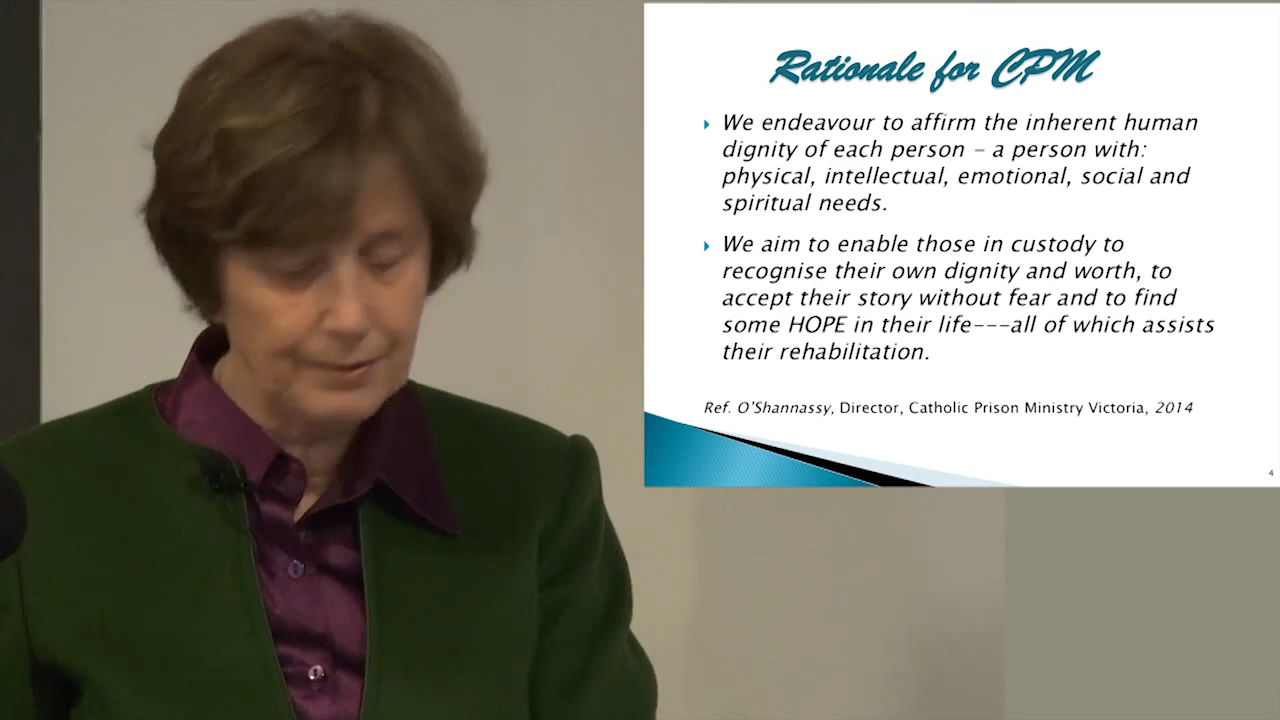 Rationale for CPM
We endeavour to affirm the inherent human
dignity of each person – a person with:
physical, intellectual, emotional, social and
spiritual needs.
We aim to enable those in custody to
recognise their own dignity and worth, to
accept their story without fear and to find
some HOPE in their life---all of which assists
their rehabilitation.
Ref. O'Shannassy, Director, Catholic Prison Ministry Victoria, 2014
4